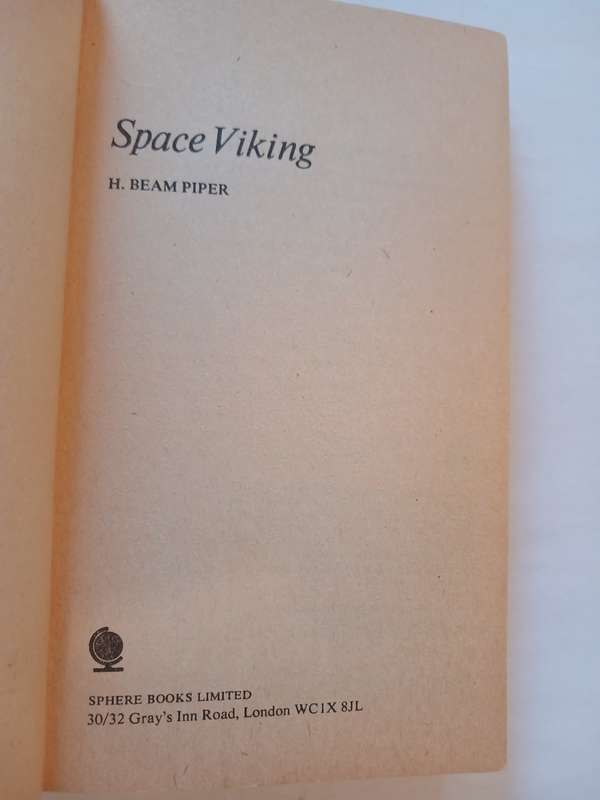 Space Viking
H. BEAM PIPER
SPHERE BOOKS LIMITED
30/32 Gray's Inn Road, London WC1X 8JL